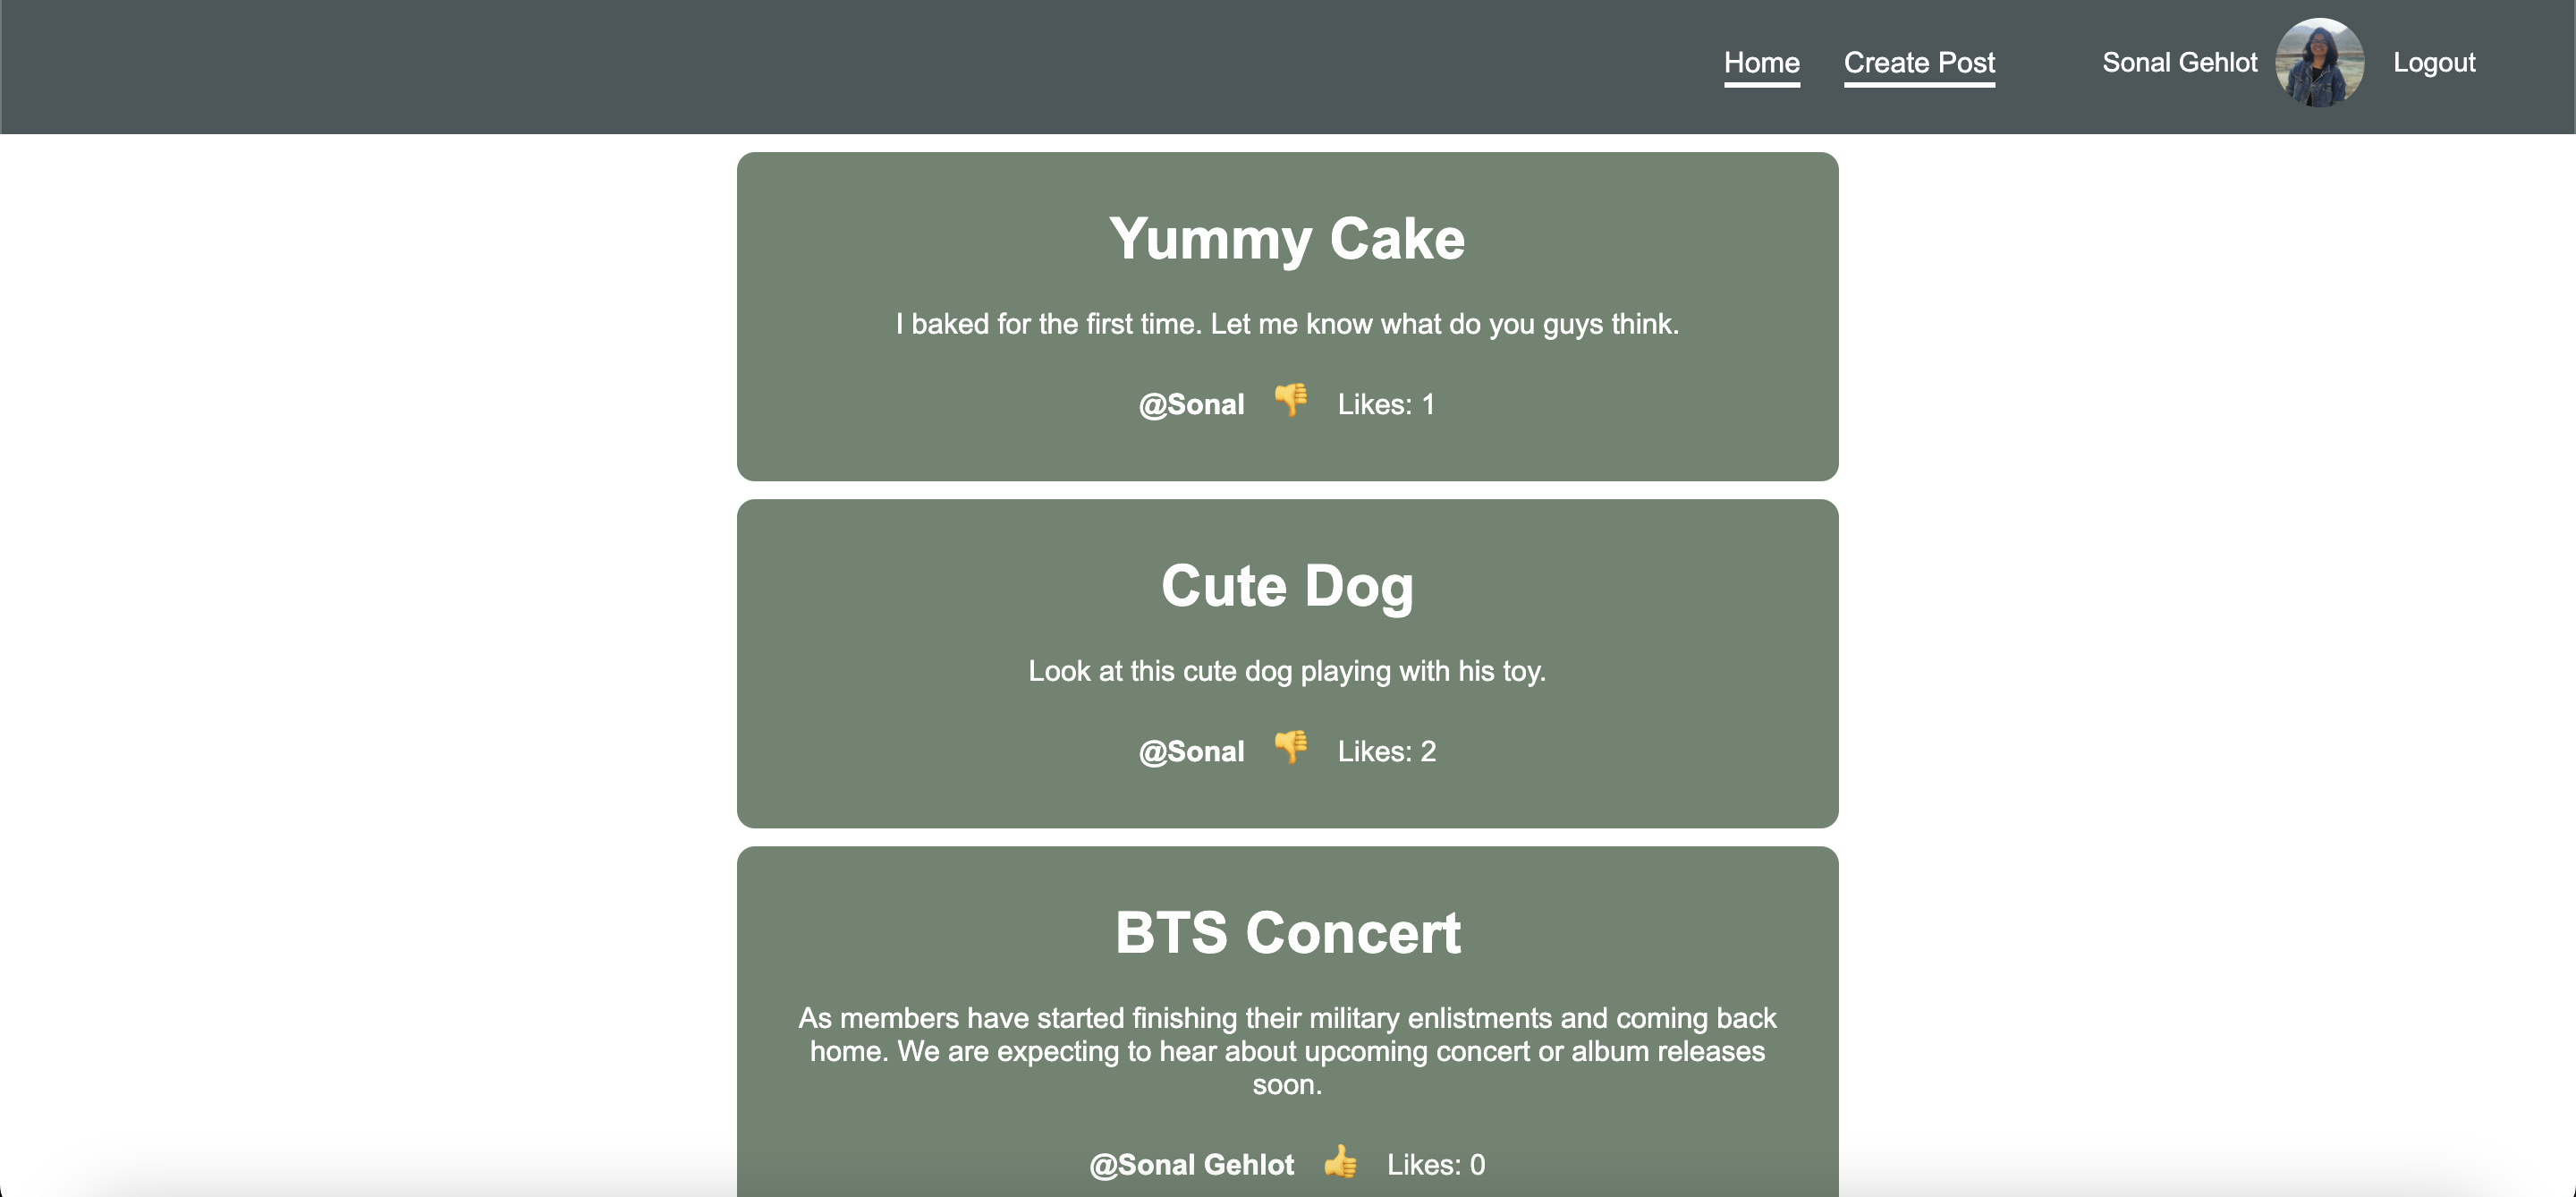 Home Create Post Sonal Gehlot Logout
Yummy Cake
I baked for the first time. Let me know what do you guys think.
@Sonal 👎 Likes: 1
Cute Dog
Look at this cute dog playing with his toy.
@Sonal 👎 Likes: 2
BTS Concert
As members have started finishing their military enlistments and coming back
home. We are expecting to hear about upcoming concert or album releases
soon.
@Sonal Gehlot 👍 Likes: 0